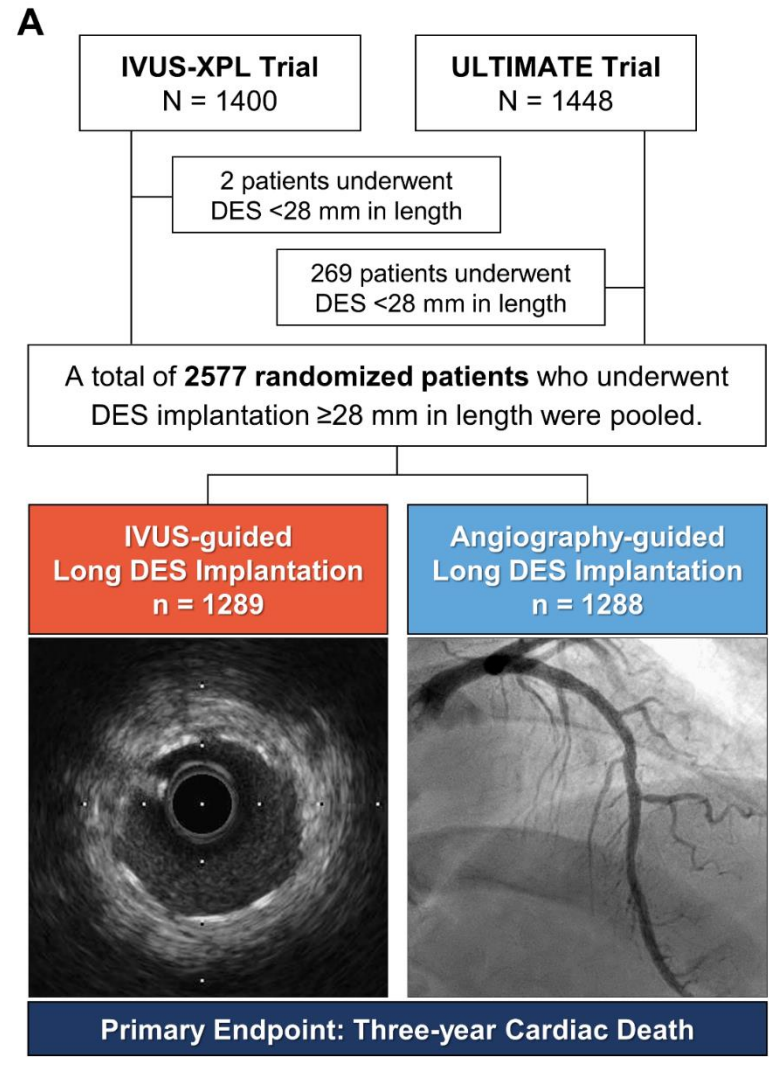 A
IVUS-XPL Trial
N = 1400
ULTIMATE Trial
N = 1448
2 patients underwent
DES <28 mm in length
269 patients underwent
DES <28 mm in length
A total of 2577 randomized patients who underwent
DES implantation ≥28 mm in length were pooled.
IVUS-guided
Long DES Implantation
n = 1289
Angiography-guided
Long DES Implantation
n = 1288
Primary Endpoint: Three-year Cardiac Death